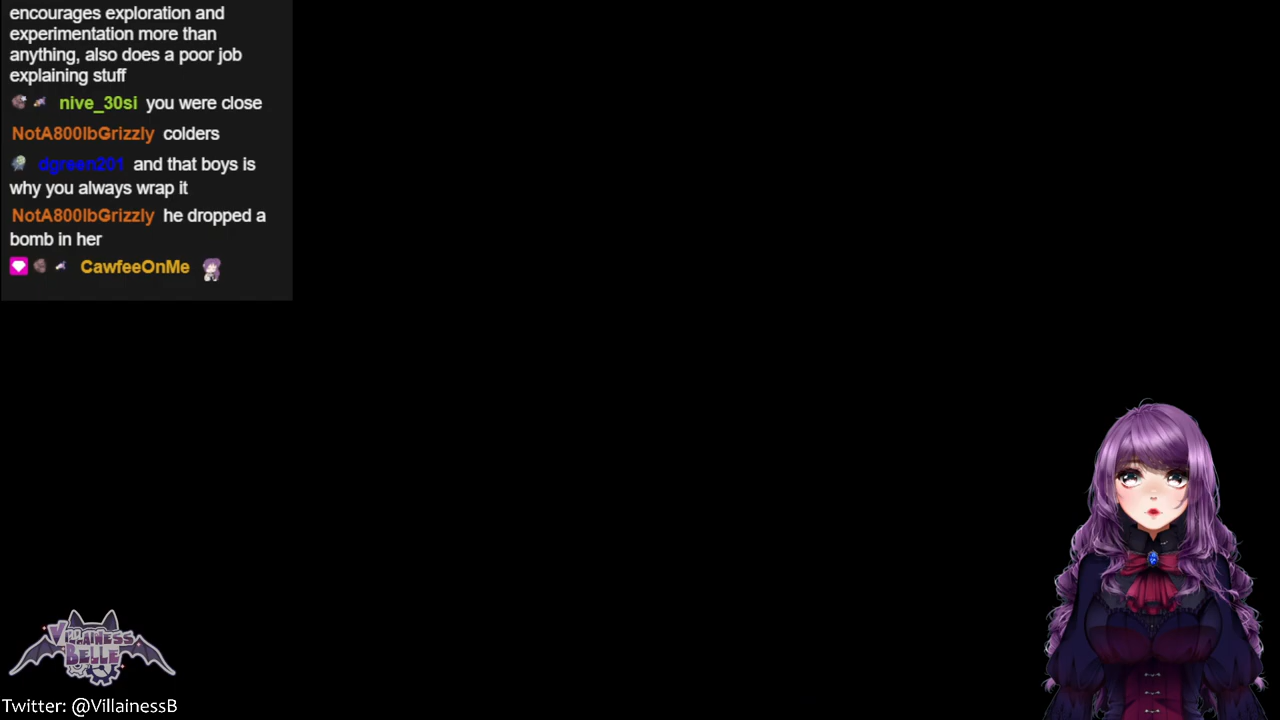 encourages exploration and
experimentation more than
anything, also does a poor job
explaining stuff
nive_30si you were close
NotA800lbGrizzly colders
dgreen201 and that boys is
why you always wrap it
NotA800lbGrizzly he dropped a
bomb in her
CawfeeOnMe
VILLAINESS
BELLE
Twitter: @VillainessB